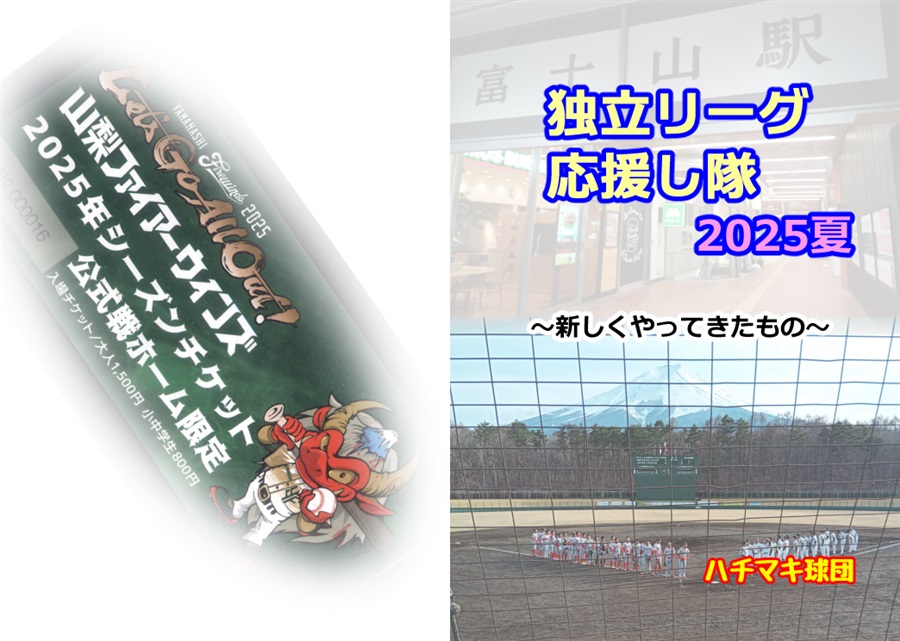 Let's Go All Out!
YAMANASHI Firewinds 2025
山梨ファイアーウインズ
2025年シーズンチケット
公式戦ホーム限定
入場チケット/大人1,500円 小中学生800円
000016
富士山駅
独立リーグ
応援し隊
2025夏
～新しくやってきたもの～
ハチマキ球団